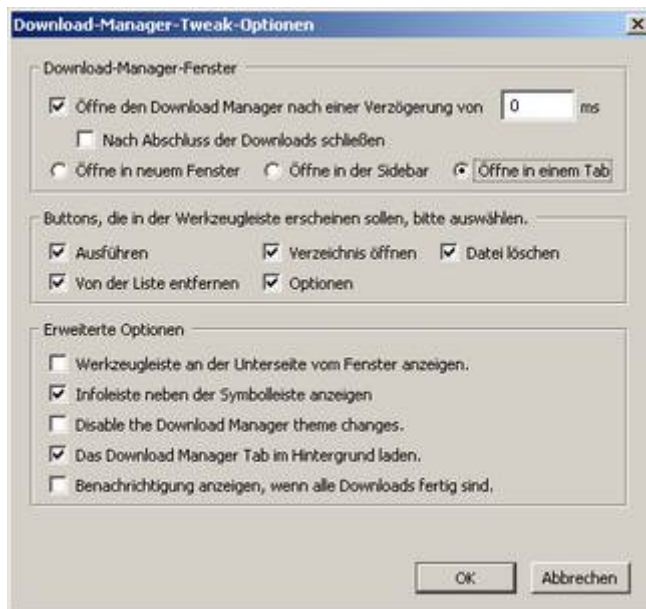 Download-Manager-Tweak-Optionen
Download-Manager-Fenster
Öffne den Download Manager nach einer Verzögerung von 0 ms
Nach Abschluss der Downloads schließen
Öffne in neuem Fenster Öffne in der Sidebar Öffne in einem Tab
Buttons, die in der Werkzeugleiste erscheinen sollen, bitte auswählen.
Ausführen Verzeichnis öffnen Datei löschen
Von der Liste entfernen Optionen
Erweiterte Optionen
Werkzeugleiste an der Unterseite vom Fenster anzeigen.
Infoleiste neben der Symbolleiste anzeigen
Disable the Download Manager theme changes.
Das Download Manager Tab im Hintergrund laden.
Benachrichtigung anzeigen, wenn alle Downloads fertig sind.
OK Abbrechen